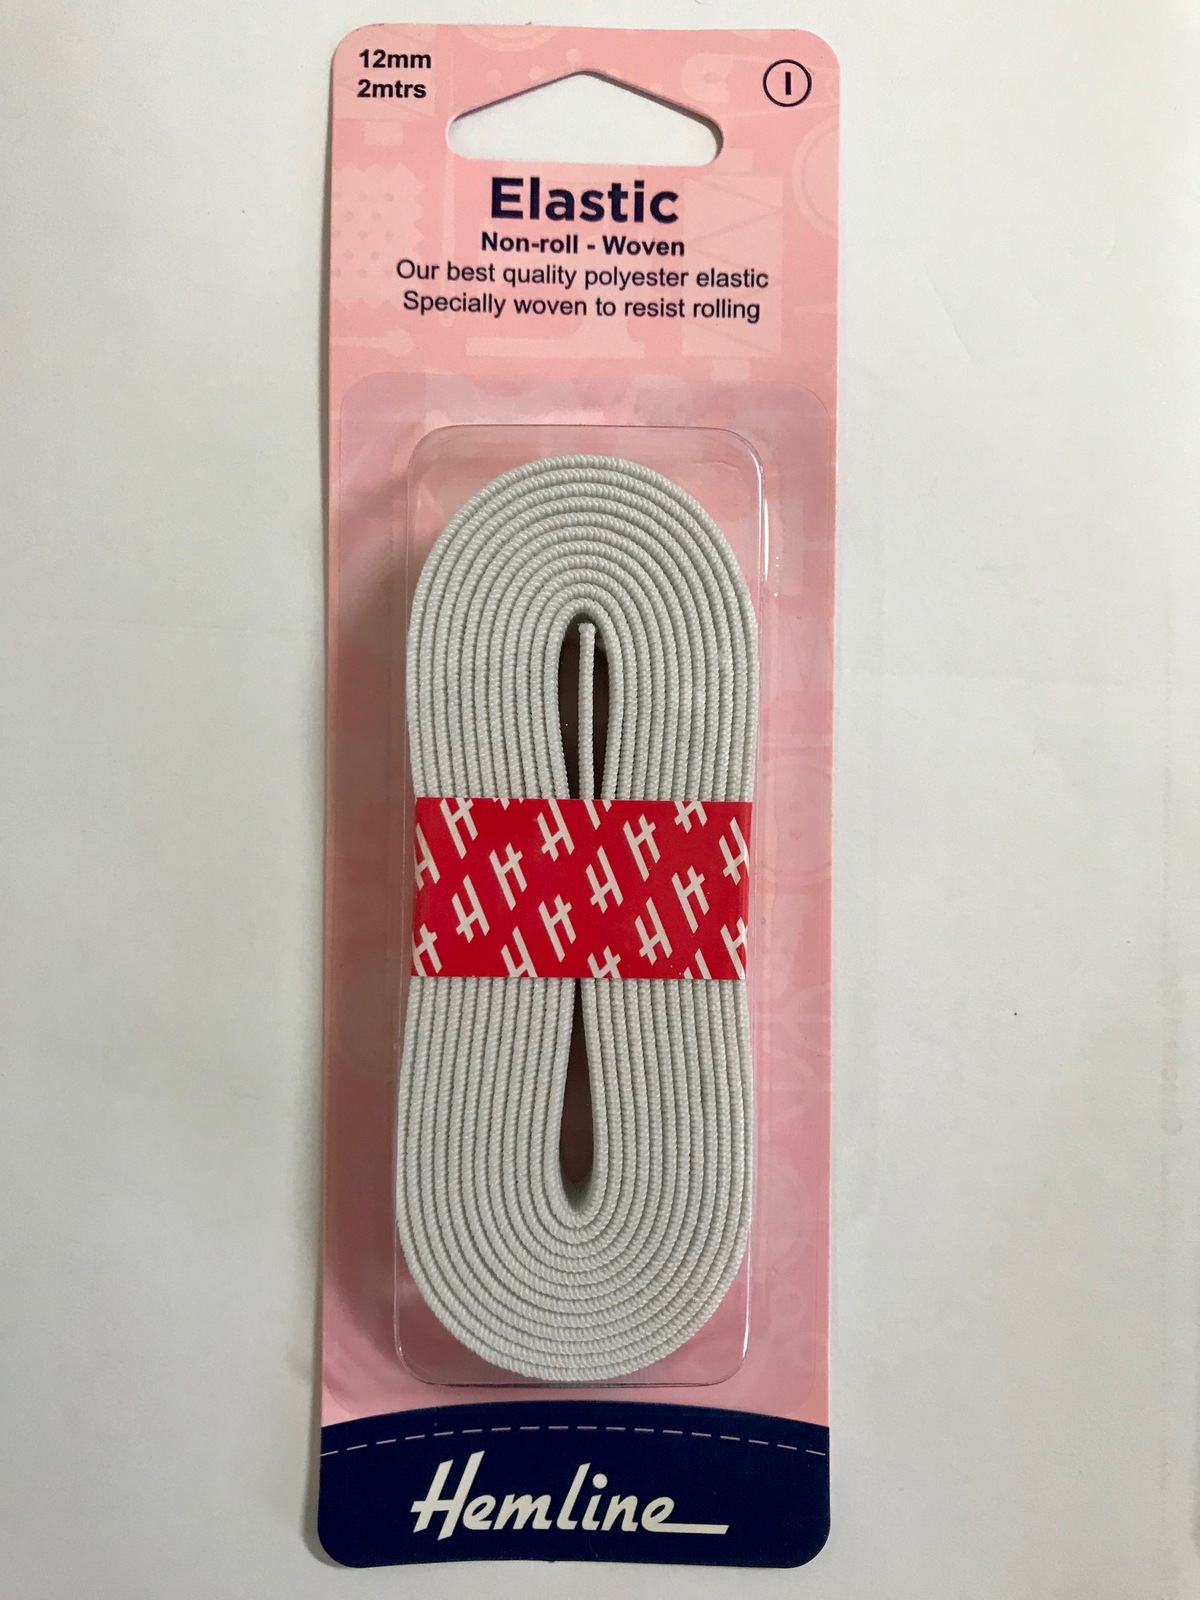 12mm
2mtrs
I
Elastic
Non-roll - Woven
Our best quality polyester elastic
Specially woven to resist rolling
H H H H H H
H H H H H H
H H H H H
H H H H H
Hemline